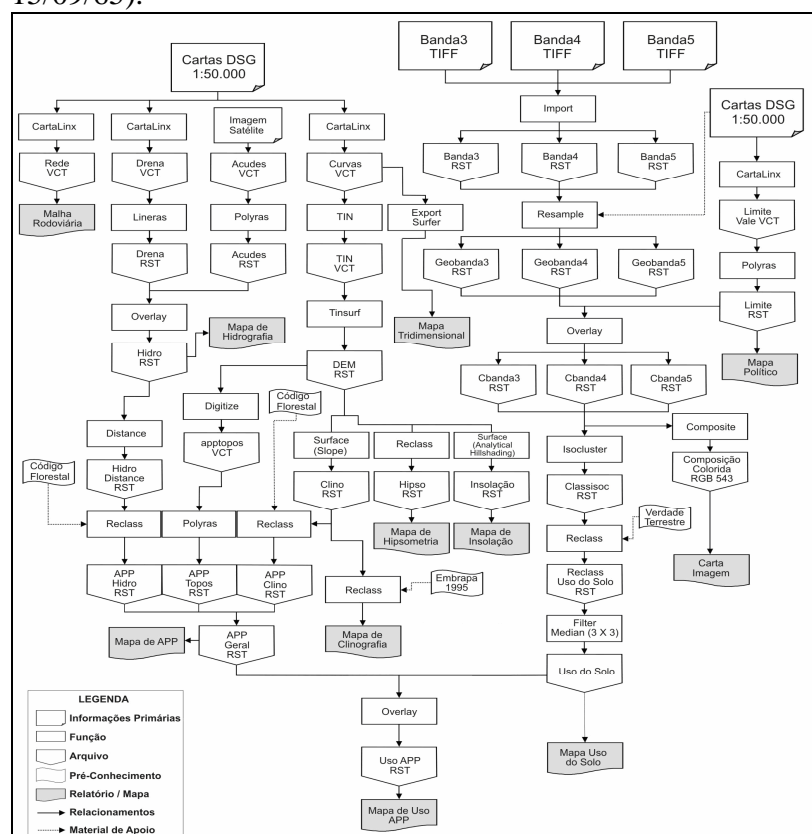 15/09/65).
Cartas DSG
1:50.000
Banda3
TIFF
Banda4
TIFF
Banda5
TIFF
Import
Cartas DSG
1:50.000
CartaLinx
CartaLinx
Imagem
Satélite
CartaLinx
Banda3
RST
Banda4
RST
Banda5
RST
Rede
VCT
Drena
VCT
Acudes
VCT
Curvas
VCT
CartaLinx
Malha
Rodoviária
Lineras
Polyras
TIN
Export
Surfer
Resample
Limite
Vale VCT
Drena
RST
Acudes
RST
TIN
VCT
Geobanda3
RST
Geobanda4
RST
Geobanda5
RST
Polyras
Overlay
Mapa de
Hidrografia
Tinsurf
Mapa
Tridimensional
Overlay
Limite
RST
Hidro
RST
DEM
RST
Mapa
Político
Cbanda3
RST
Cbanda4
RST
Cbanda5
RST
Digitize
Código
Florestal
Distance
apptopos
VCT
Surface
(Slope)
Reclass
Surface
(Analytical
Hillshading)
Isocluster
Composite
Código
Florestal
Hidro
Distance
RST
Clino
RST
Hipso
RST
Insolação
RST
Classisoc
RST
Composição
Colorida
RGB 543
Reclass
Polyras
Reclass
Mapa de
Hipsometria
Mapa de
Insolação
Reclass
Verdade
Terrestre
APP
Hidro
RST
APP
Topos
RST
APP
Clino
RST
Reclass
Embrapa
1995
Reclass
Uso do Solo
RST
Carta
Imagem
Mapa de APP
APP
Geral
RST
Mapa de
Clinografia
Filter
Median (3 X 3)
Uso do Solo
LEGENDA
Informações Primárias
Função
Arquivo
Pré-Conhecimento
Relatório / Mapa
Relacionamentos
Material de Apoio
Overlay
Uso APP
RST
Mapa de Uso
APP
Mapa Uso
do Solo